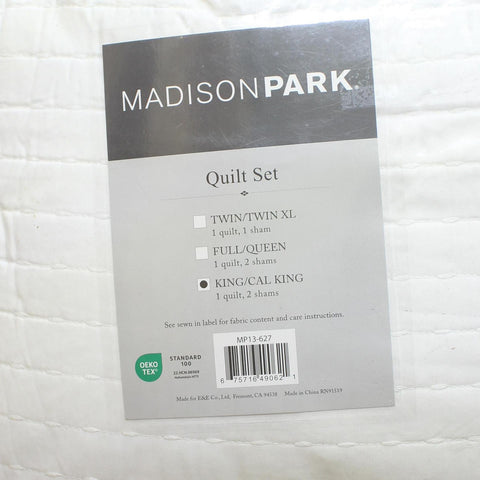 MADISONPARK.
Quilt Set
TWIN/TWIN XL
1 quilt, 1 sham
FULL/QUEEN
1 quilt, 2 shams
KING/CAL KING
1 quilt, 2 shams
See sewn in label for fabric content and care instructions.
MP13-627
OEKO
TEX®
STANDARD
100
6 75716 49062 1
Made for E&E Co., Ltd, Fremont, CA 94538 Made in China RN91519